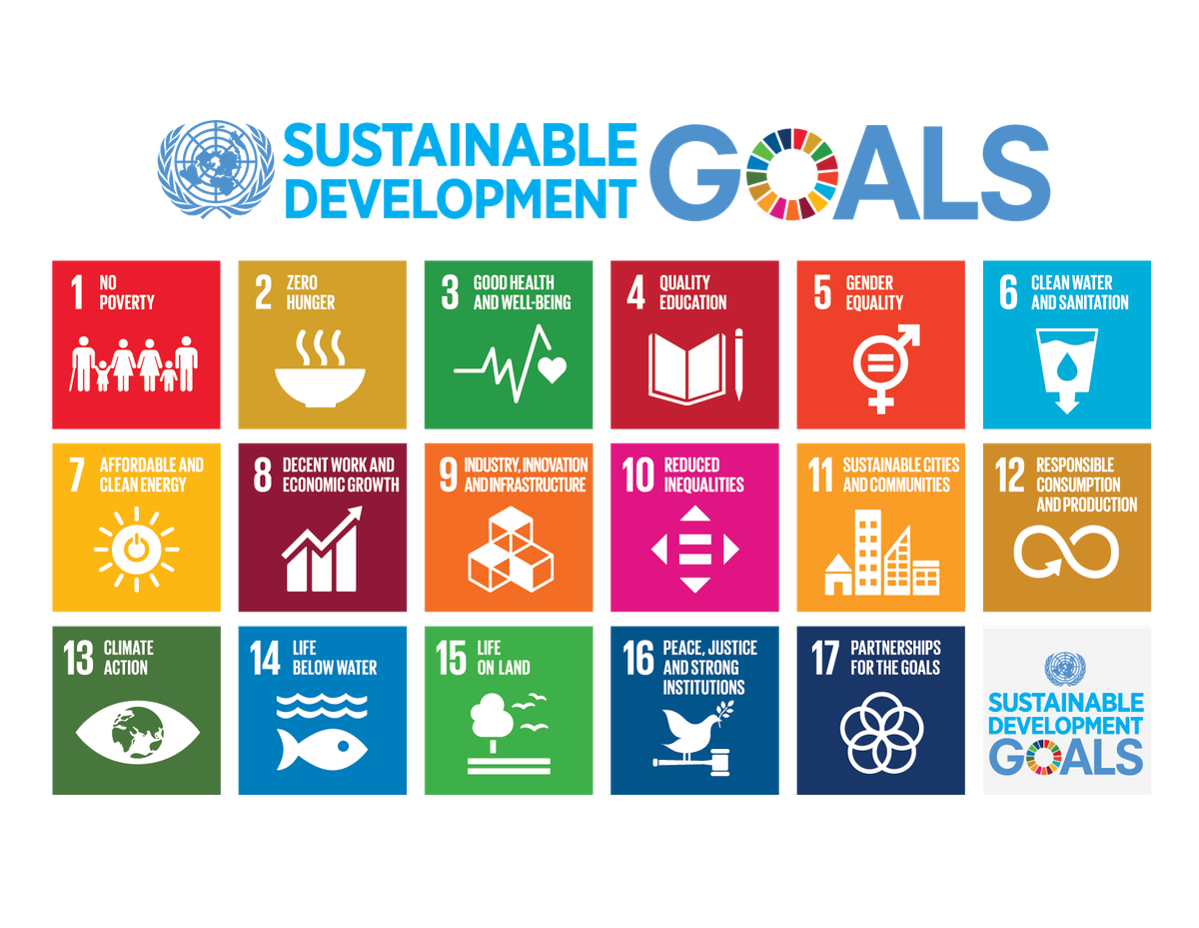 SUSTAINABLE
DEVELOPMENT
GOALS
1 NO
POVERTY
2 ZERO
HUNGER
3 GOOD HEALTH
AND WELL-BEING
4 QUALITY
EDUCATION
5 GENDER
EQUALITY
6 CLEAN WATER
AND SANITATION
7 AFFORDABLE AND
CLEAN ENERGY
8 DECENT WORK AND
ECONOMIC GROWTH
9 INDUSTRY, INNOVATION
AND INFRASTRUCTURE
10 REDUCED
INEQUALITIES
11 SUSTAINABLE CITIES
AND COMMUNITIES
12 RESPONSIBLE
CONSUMPTION
AND PRODUCTION
13 CLIMATE
ACTION
14 LIFE
BELOW WATER
15 LIFE
ON LAND
16 PEACE, JUSTICE
AND STRONG
INSTITUTIONS
17 PARTNERSHIPS
FOR THE GOALS
SUSTAINABLE
DEVELOPMENT
GOALS